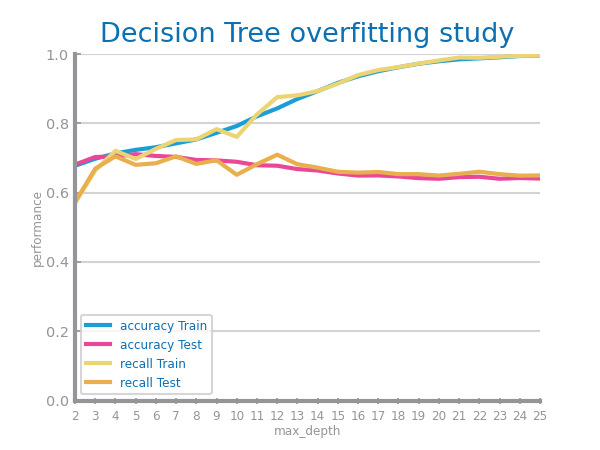 Decision Tree overfitting study
1.0
0.8
0.6
0.4
0.2
0.0
performance
accuracy Train
accuracy Test
recall Train
recall Test
2 3 4 5 6 7 8 9 10 11 12 13 14 15 16 17 18 19 20 21 22 23 24 25
max_depth